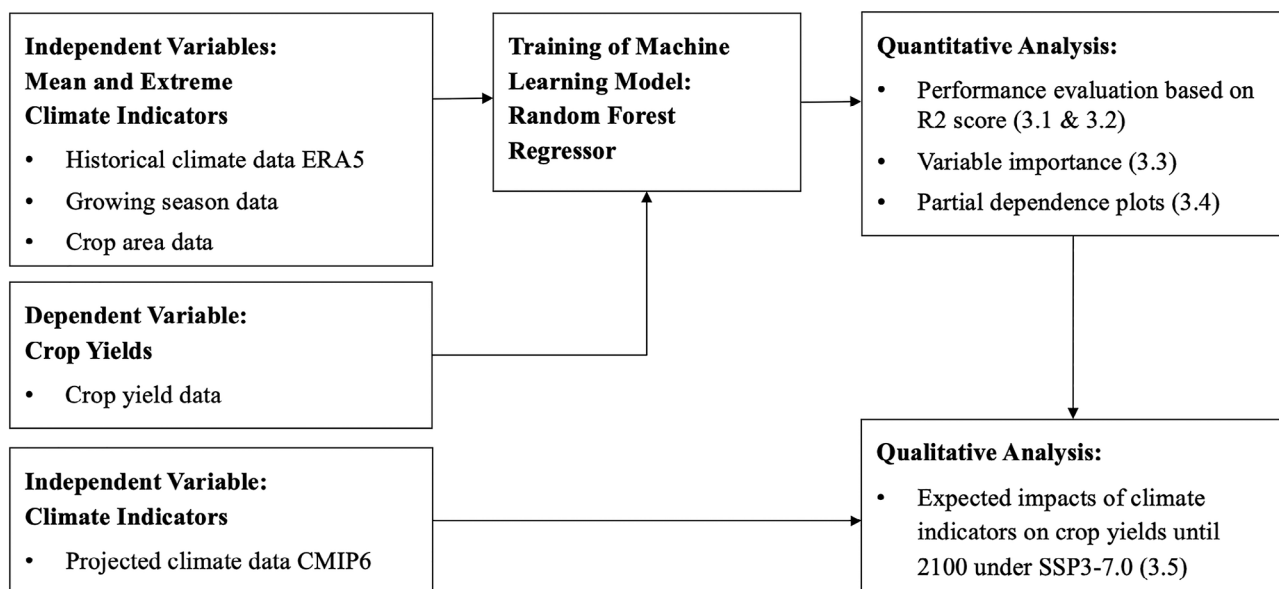 Independent Variables:
Mean and Extreme
Climate Indicators
• Historical climate data ERA5
• Growing season data
• Crop area data
Training of Machine
Learning Model:
Random Forest
Regressor
Quantitative Analysis:
• Performance evaluation based on
R2 score (3.1 & 3.2)
• Variable importance (3.3)
• Partial dependence plots (3.4)
Dependent Variable:
Crop Yields
• Crop yield data
Independent Variable:
Climate Indicators
• Projected climate data CMIP6
Qualitative Analysis:
• Expected impacts of climate
indicators on crop yields until
2100 under SSP3-7.0 (3.5)